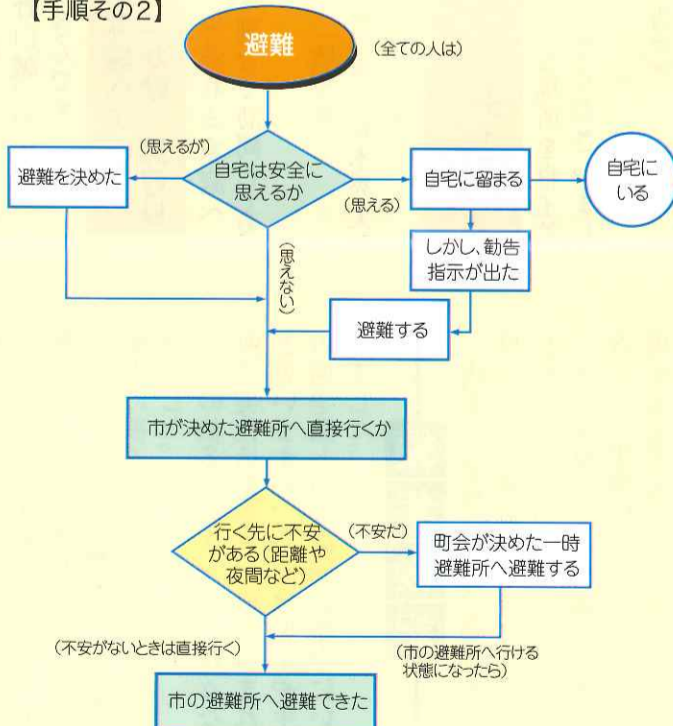 【手順その2】
避難
(全ての人は)
(思えるが)
避難を決めた
自宅は安全に
思えるか
(思える)
自宅に留まる
自宅に
いる
しかし、勧告
指示が出た
(思えない)
避難する
市が決めた避難所へ直接行くか
行く先に不安
がある(距離や
夜間など)
(不安だ)
町会が決めた一時
避難所へ避難する
(不安がないときは直接行く)
(市の避難所へ行ける
状態になったら)
市の避難所へ避難できた